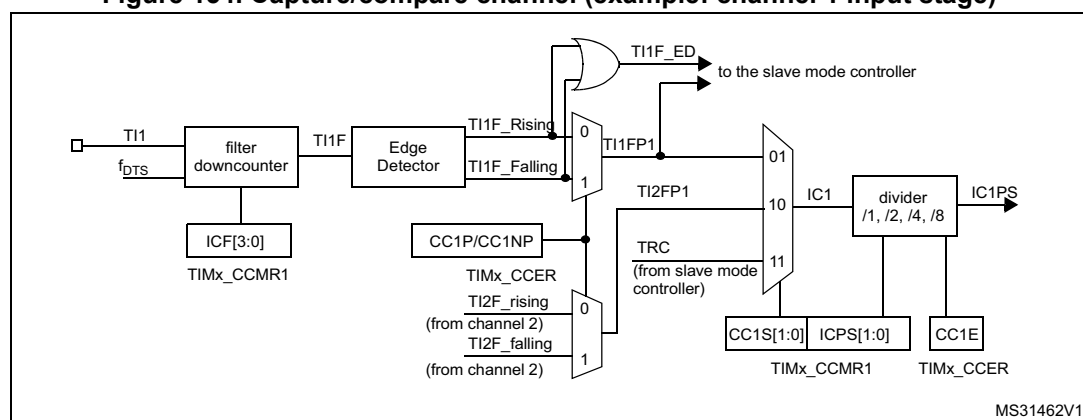 Figure 134. Capture/compare channel (example: channel 1 input stage)
TI1F_ED
to the slave mode controller
TI1
fDTS
filter
downcounter
TI1F
Edge
Detector
TI1F_Rising
TI1F_Falling
0
1
TI1FP1
01
TI2FP1
10
IC1
divider
/1, /2, /4, /8
IC1PS
ICF[3:0]
TIMx_CCMR1
CC1P/CC1NP
TIMx_CCER
TRC
(from slave mode
controller)
11
TI2F_rising
(from channel 2)
TI2F_falling
(from channel 2)
0
1
CC1S[1:0]
ICPS[1:0]
CC1E
TIMx_CCMR1
TIMx_CCER
MS31462V1